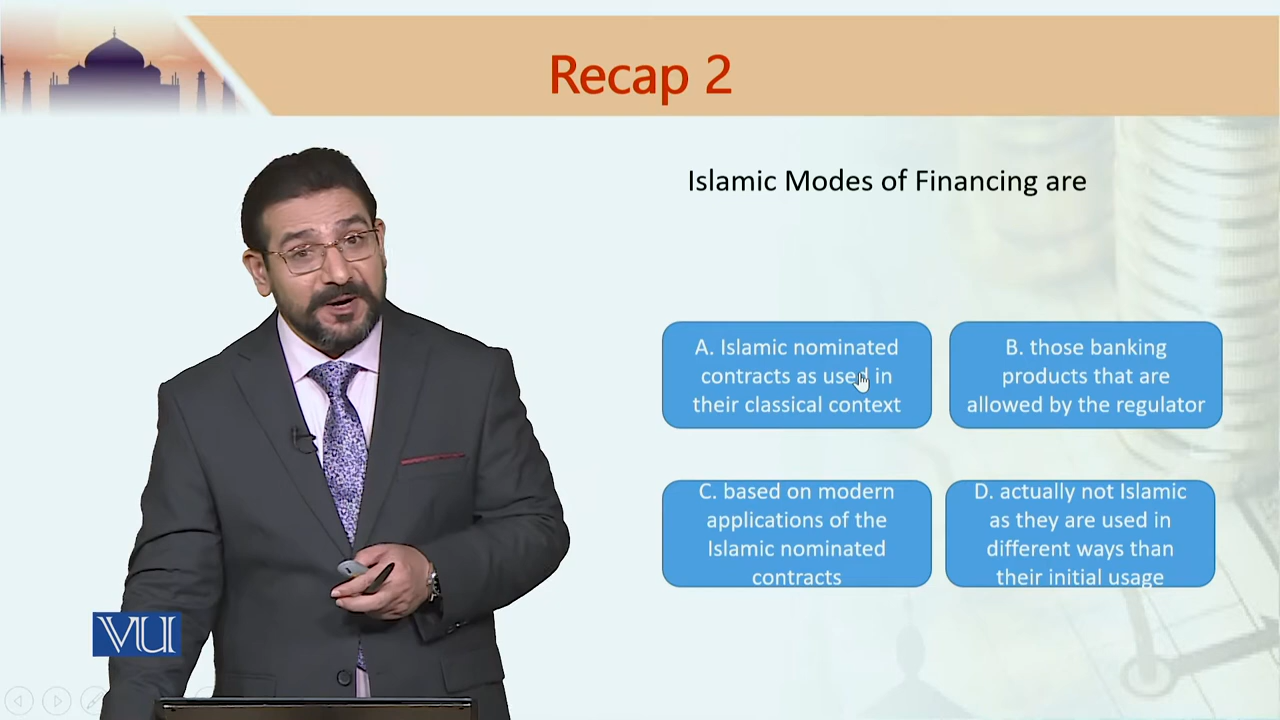 Recap 2
Islamic Modes of Financing are
A. Islamic nominated
contracts as used in
their classical context
B. those banking
products that are
allowed by the regulator
C. based on modern
applications of the
Islamic nominated
contracts
D. actually not Islamic
as they are used in
different ways than
their initial usage
VU